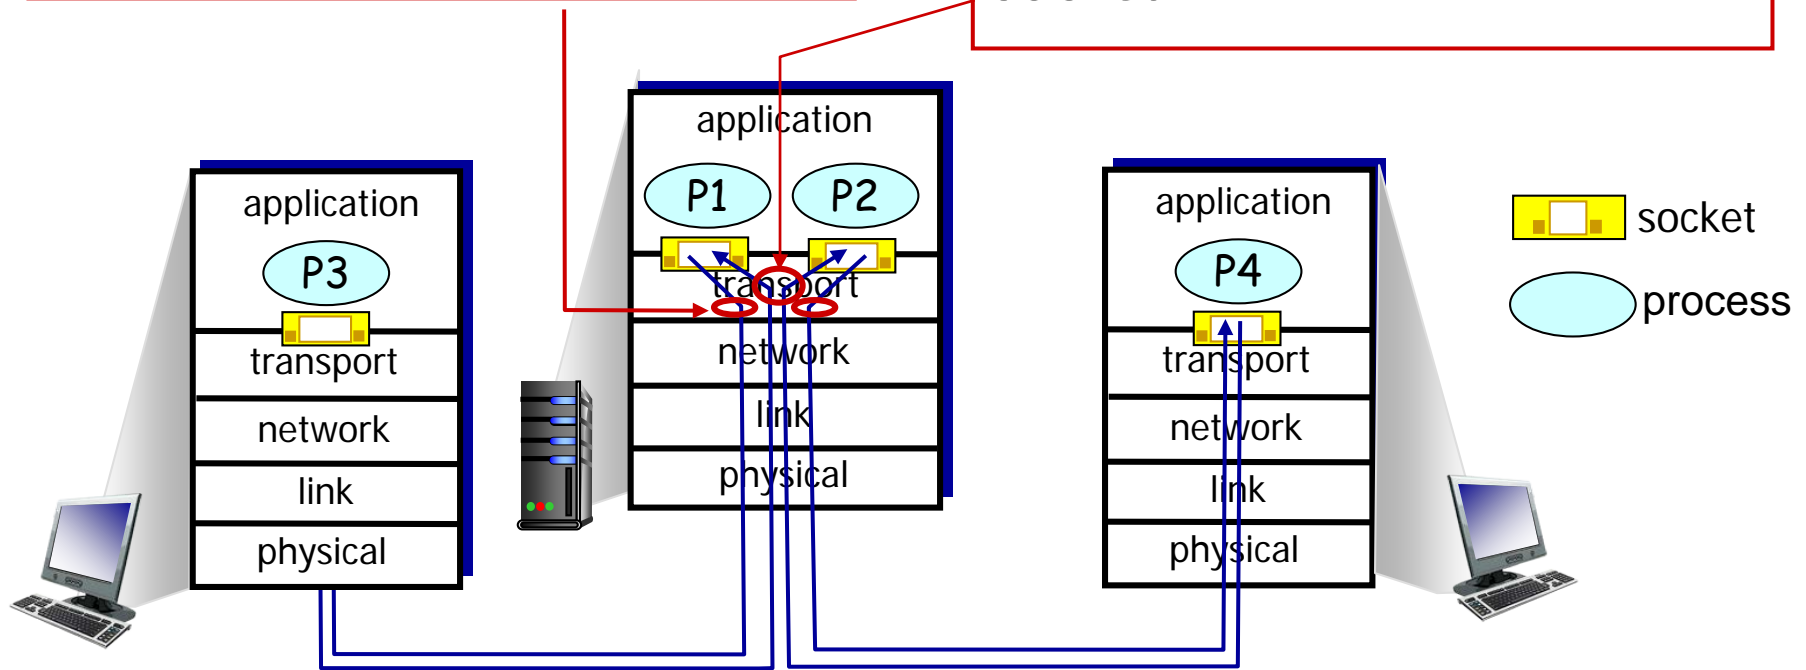 application
P1 P2
transport
network
link
physical
application
P3
transport
network
link
physical
application
P4
transport
network
link
physical
socket
process